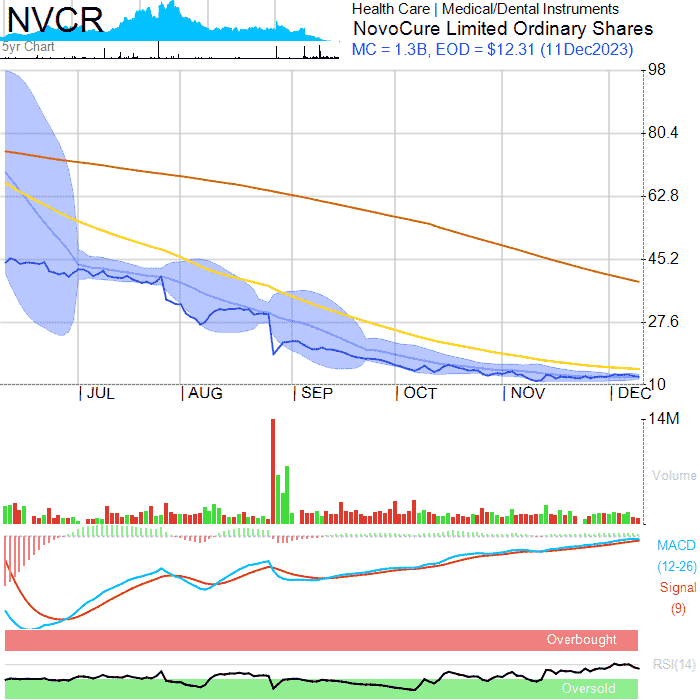 NVCR
5yr Chart
Health Care | Medical/Dental Instruments
NovoCure Limited Ordinary Shares
MC = 1.3B, EOD = $12.31 (11Dec2023)
98
80.4
62.8
45.2
27.6
10
| JUL
| AUG
| SEP
| OCT
| NOV
| DEC
14M
Volume
MACD
(12-26)
Signal
(9)
Overbought
RSI(14)
Oversold